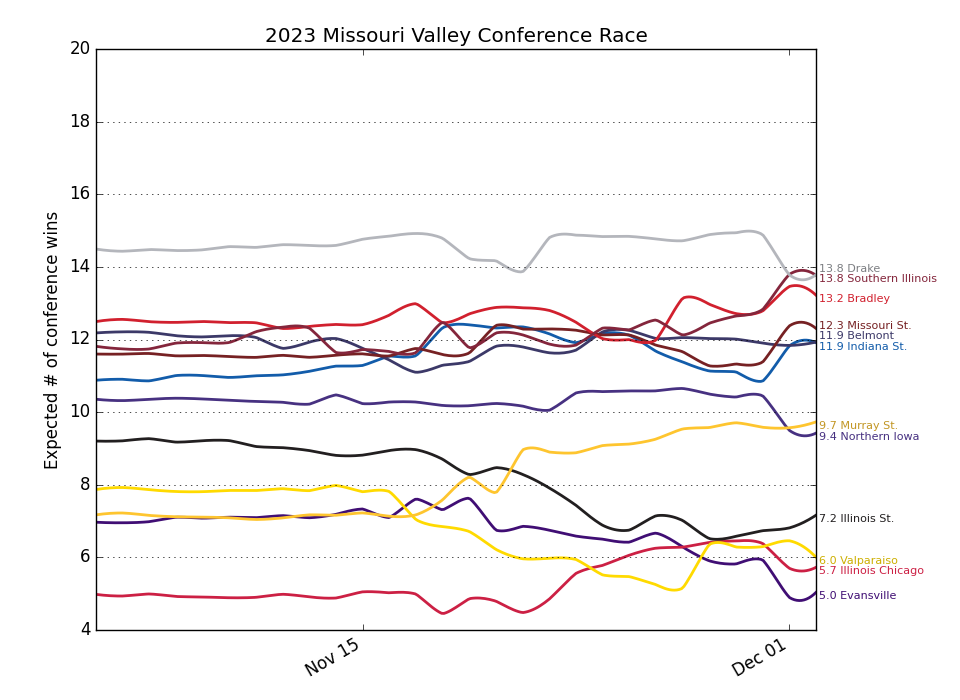 2023 Missouri Valley Conference Race
Expected # of conference wins
20
18
16
14
12
10
8
6
4
Nov 15
Dec 01
13.8 Drake
13.8 Southern Illinois
13.2 Bradley
12.3 Missouri St.
11.9 Belmont
11.9 Indiana St.
9.7 Murray St.
9.4 Northern Iowa
7.2 Illinois St.
6.0 Valparaiso
5.7 Illinois Chicago
5.0 Evansville